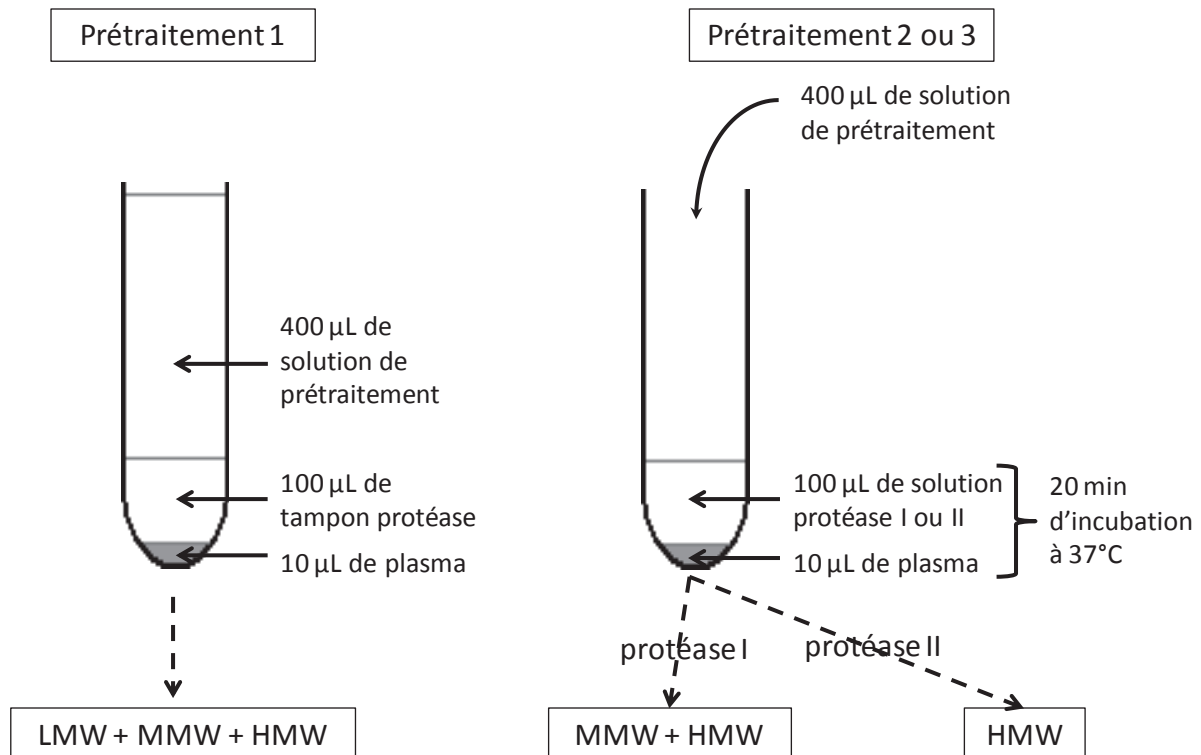 Prétraitement 1
400 µL de
solution de
prétraitement
100 µL de
tampon protéase
10 µL de plasma
LMW + MMW + HMW
Prétraitement 2 ou 3
400 µL de solution
de prétraitement
100 µL de solution
protéase I ou II
10 µL de plasma
20 min
d’incubation
à 37°C
protéase I
protéase II
MMW + HMW
HMW